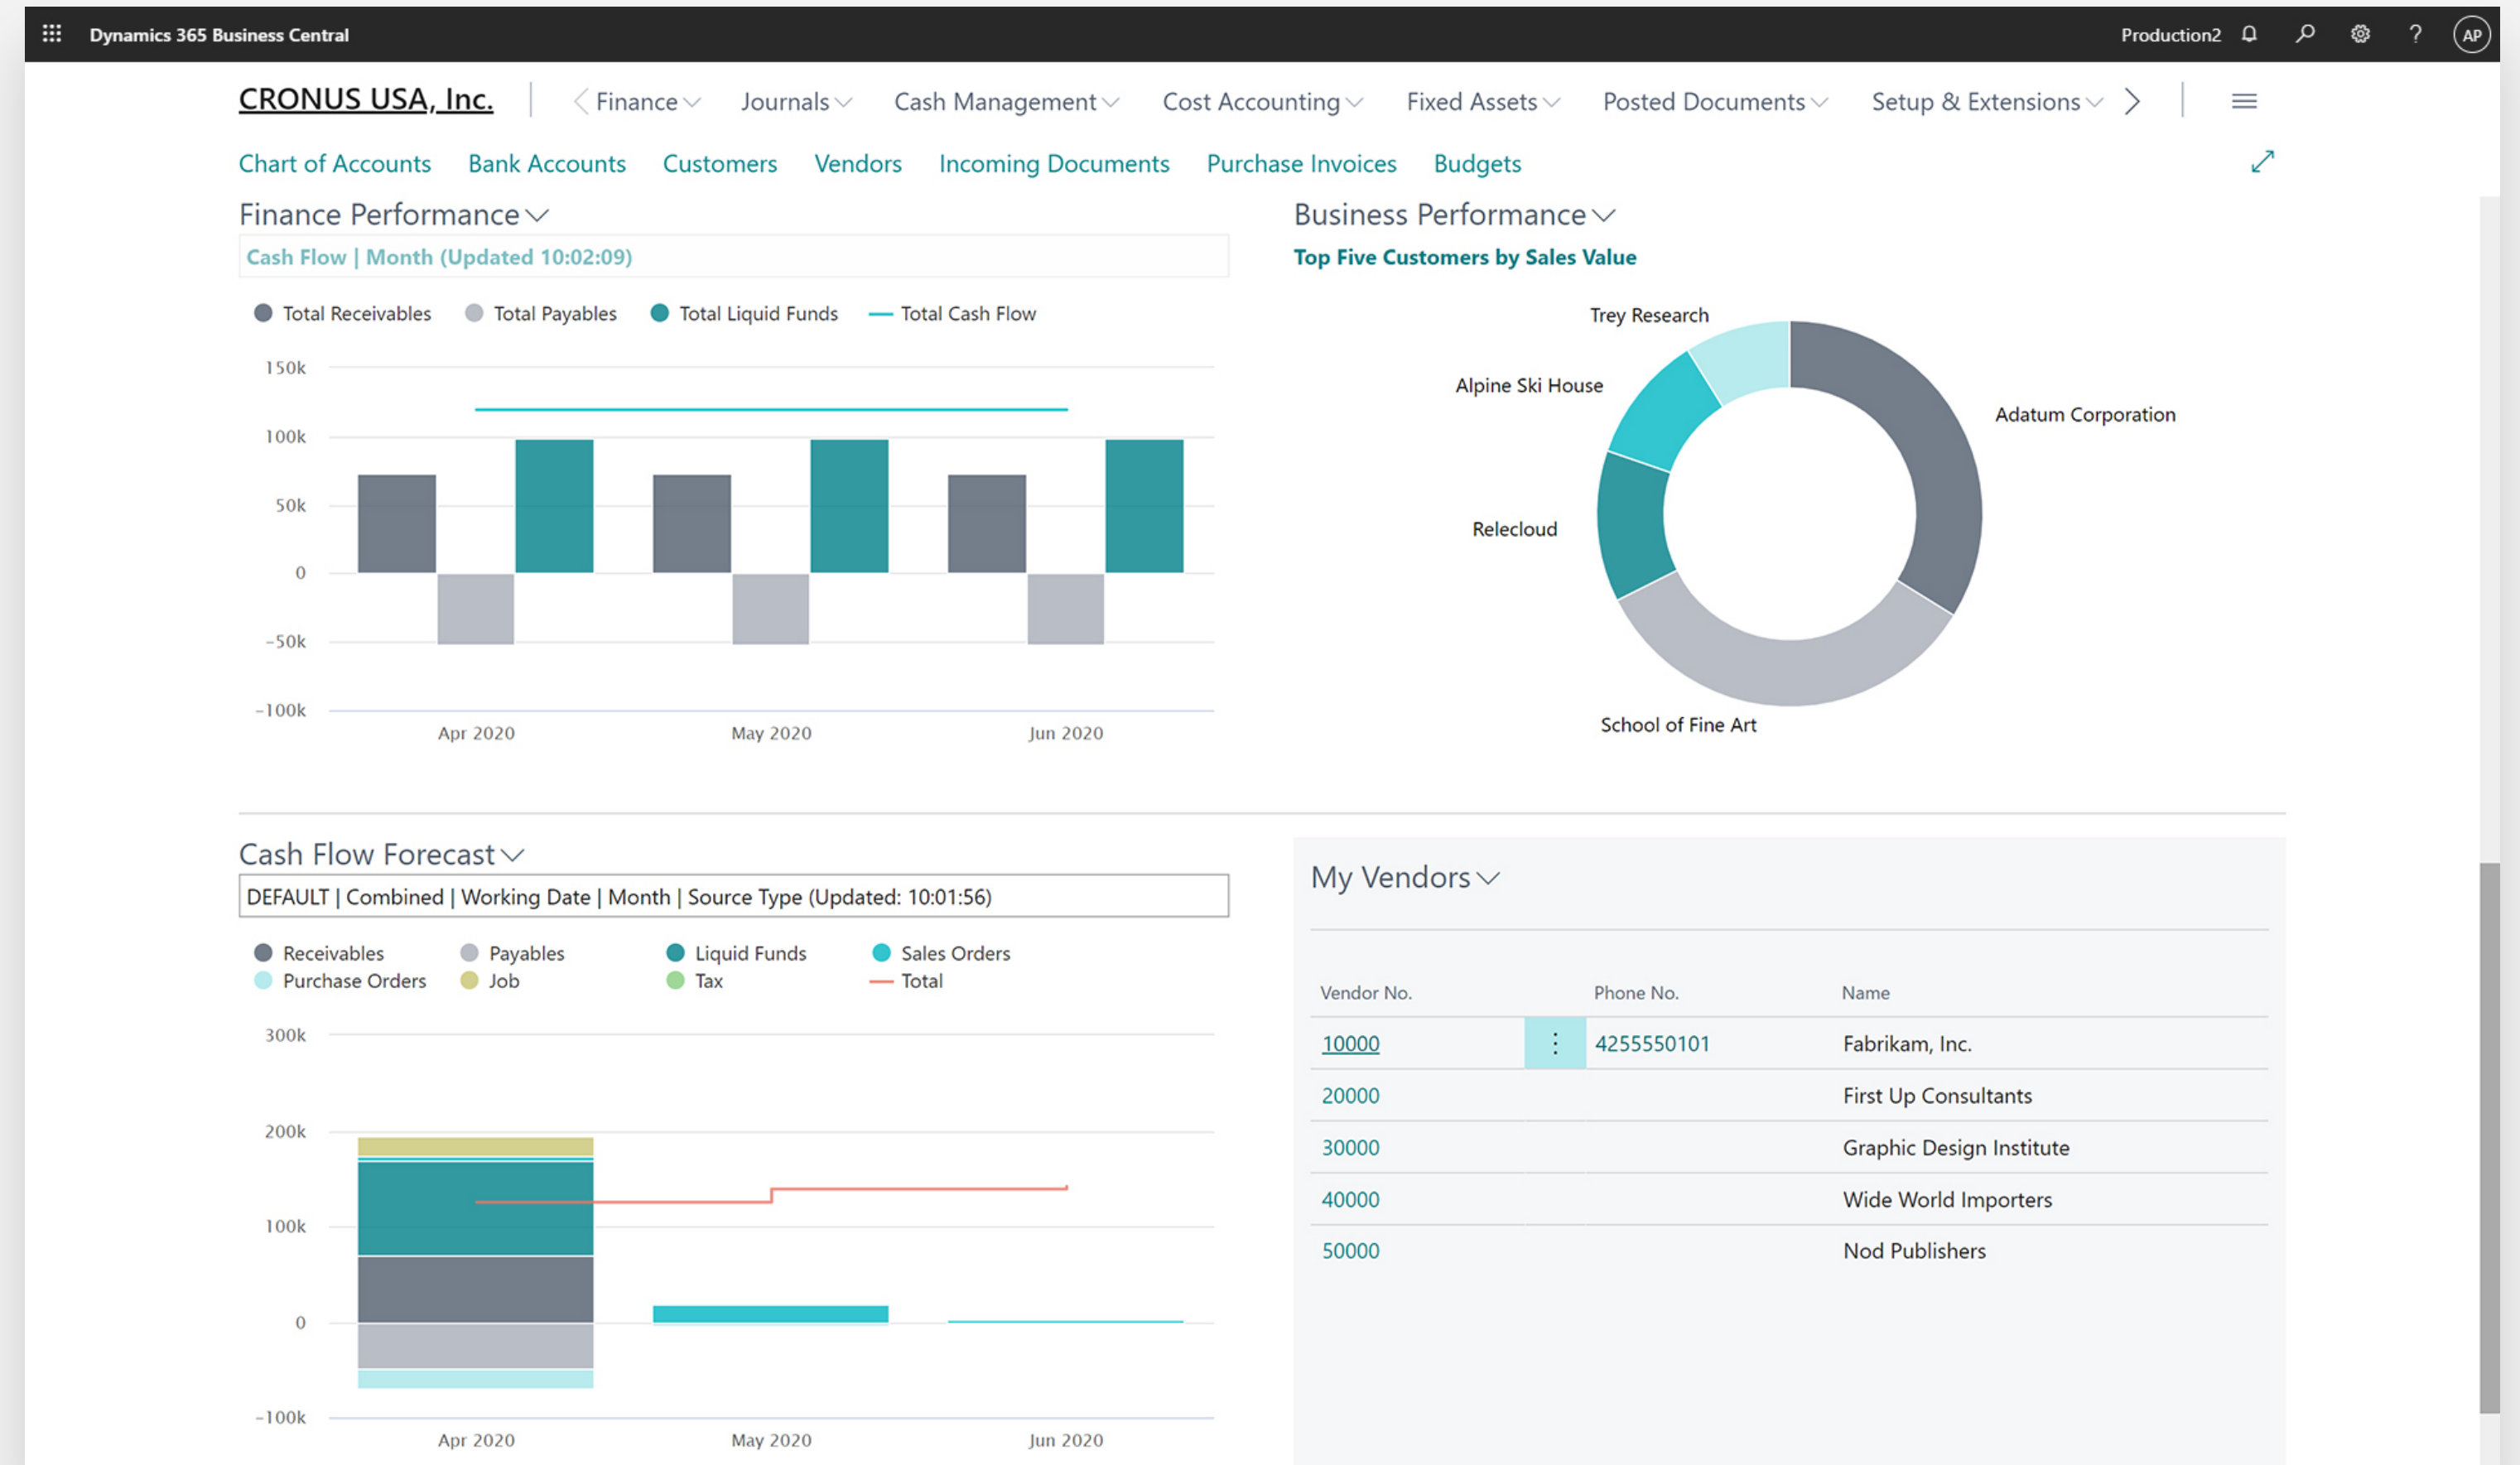 Dynamics 365 Business Central
Production2
?
AP
CRONUS USA, Inc.
Finance Journals Cash Management Cost Accounting Fixed Assets Posted Documents Setup & Extensions
Chart of Accounts Bank Accounts Customers Vendors Incoming Documents Purchase Invoices Budgets
Finance Performance
Cash Flow | Month (Updated 10:02:09)
Total Receivables Total Payables Total Liquid Funds Total Cash Flow
150k
100k
50k
0
-50k
-100k
Apr 2020 May 2020 Jun 2020
Business Performance
Top Five Customers by Sales Value
Trey Research
Alpine Ski House
Adatum Corporation
Relecloud
School of Fine Art
Cash Flow Forecast
DEFAULT | Combined | Working Date | Month | Source Type (Updated: 10:01:56)
Receivables Payables Liquid Funds Sales Orders
Purchase Orders Job Tax Total
300k
200k
100k
0
-100k
Apr 2020 May 2020 Jun 2020
My Vendors
Vendor No. Phone No. Name
10000 4255550101 Fabrikam, Inc.
20000 First Up Consultants
30000 Graphic Design Institute
40000 Wide World Importers
50000 Nod Publishers